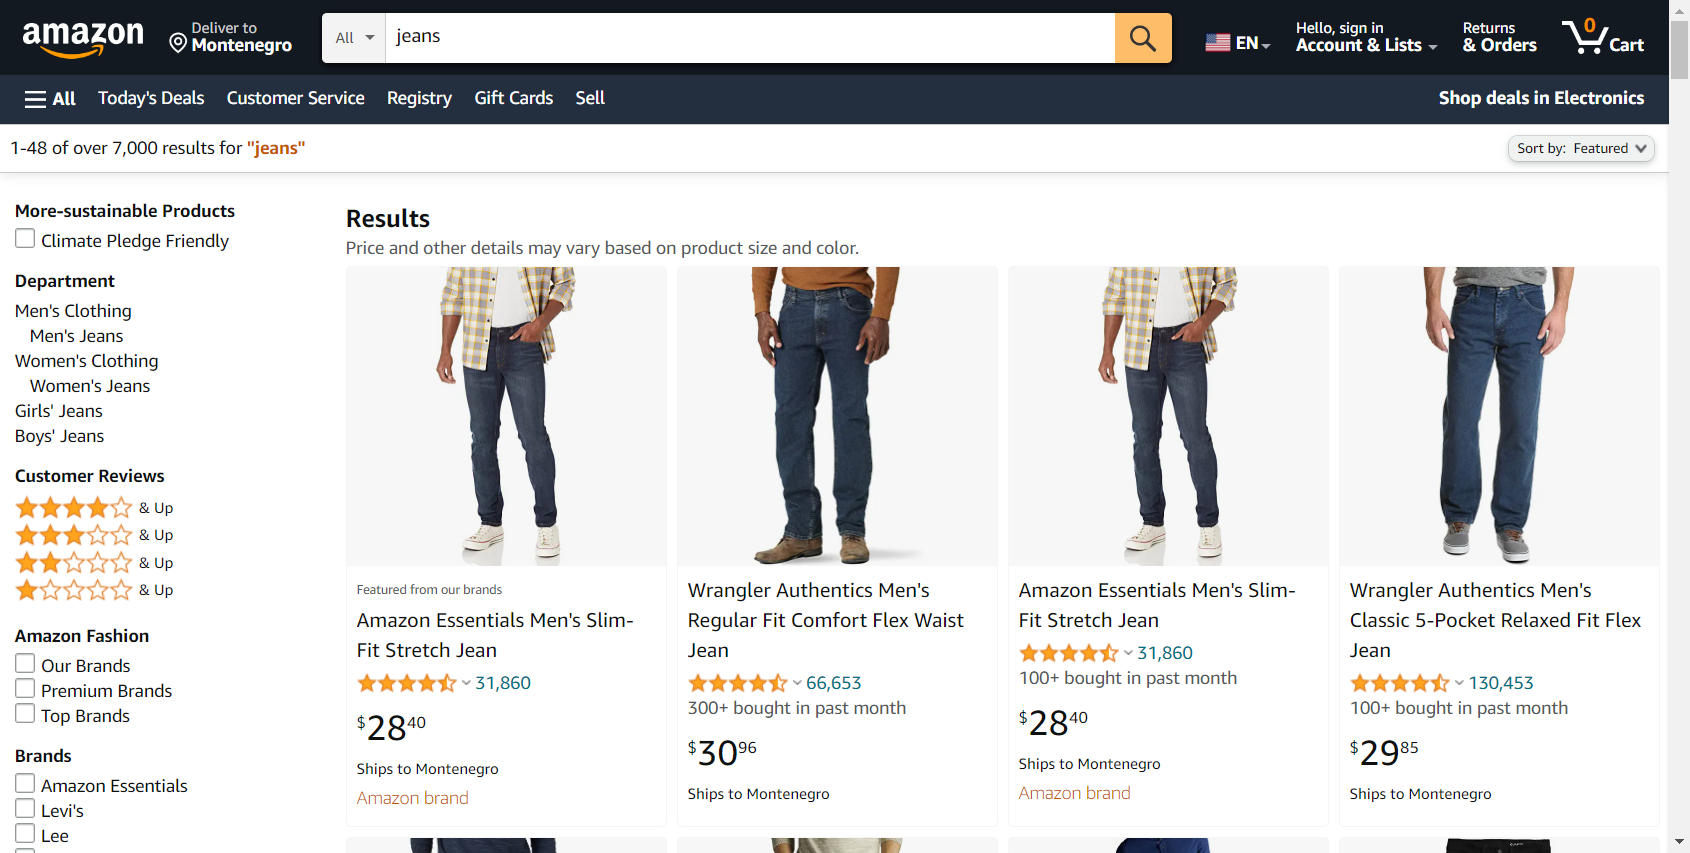 amazon
Deliver to
Montenegro
All
jeans
EN
Hello, sign in
Account & Lists
Returns
& Orders
0
Cart
All
Today's Deals
Customer Service
Registry
Gift Cards
Sell
Shop deals in Electronics
1-48 of over 7,000 results for "jeans"
Sort by: Featured
More-sustainable Products
Climate Pledge Friendly
Department
Men's Clothing
Men's Jeans
Women's Clothing
Women's Jeans
Girls' Jeans
Boys' Jeans
Customer Reviews
& Up
& Up
& Up
& Up
Amazon Fashion
Our Brands
Premium Brands
Top Brands
Brands
Amazon Essentials
Levi's
Lee
Results
Price and other details may vary based on product size and color.
Featured from our brands
Amazon Essentials Men's Slim-
Fit Stretch Jean
31,860
$2840
Ships to Montenegro
Amazon brand
Wrangler Authentics Men's
Regular Fit Comfort Flex Waist
Jean
66,653
300+ bought in past month
$3096
Ships to Montenegro
Amazon Essentials Men's Slim-
Fit Stretch Jean
31,860
100+ bought in past month
$2840
Ships to Montenegro
Amazon brand
Wrangler Authentics Men's
Classic 5-Pocket Relaxed Fit Flex
Jean
130,453
100+ bought in past month
$2985
Ships to Montenegro